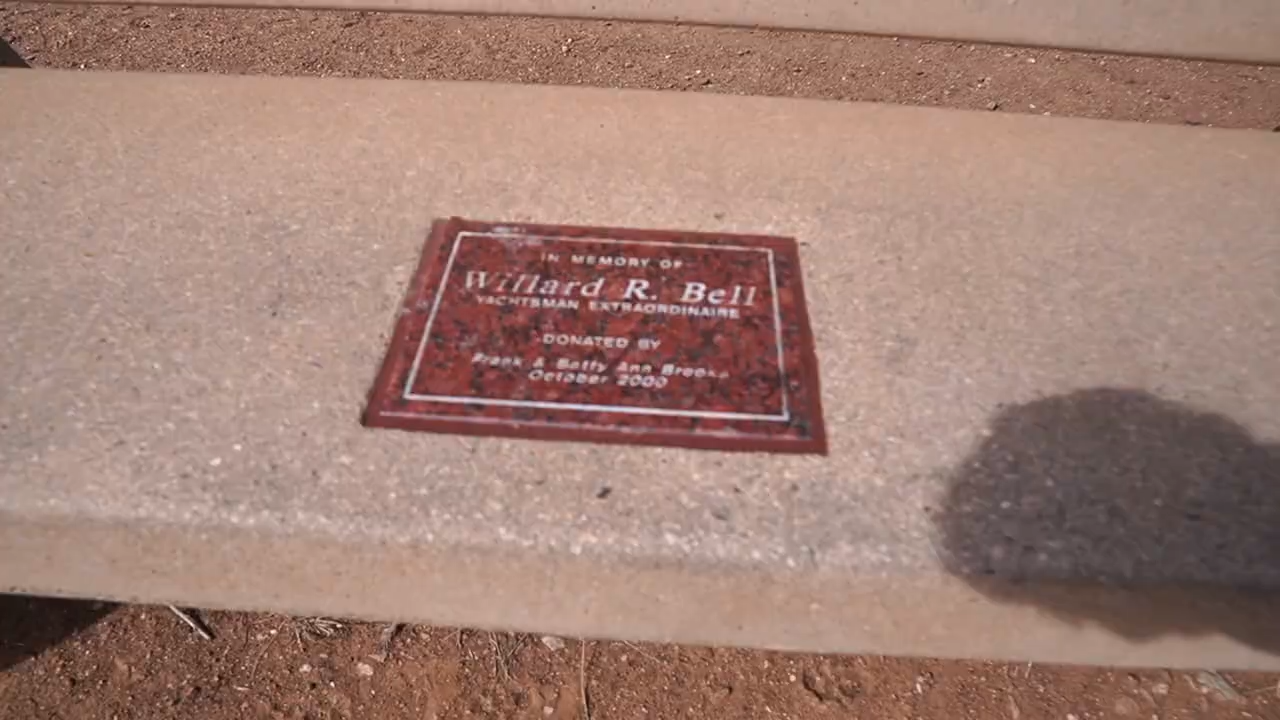 IN MEMORY OF
Willard R. Bell
YACHTSMAN EXTRAORDINAIRE
DONATED BY
Frank & Betty Ann
October 2000